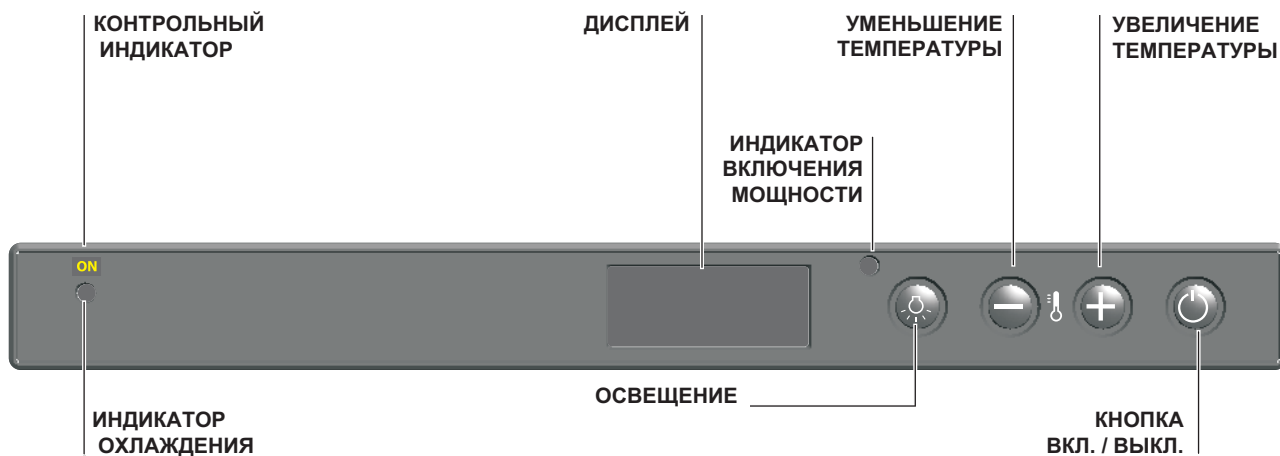 КОНТРОЛЬНЫЙ
ИНДИКАТОР
ДИСПЛЕЙ
УМЕНЬШЕНИЕ
ТЕМПЕРАТУРЫ
УВЕЛИЧЕНИЕ
ТЕМПЕРАТУРЫ
ИНДИКАТОР
ВКЛЮЧЕНИЯ
МОЩНОСТИ
ON
ОСВЕЩЕНИЕ
ИНДИКАТОР
ОХЛАЖДЕНИЯ
КНОПКА
ВКЛ. / ВЫКЛ.